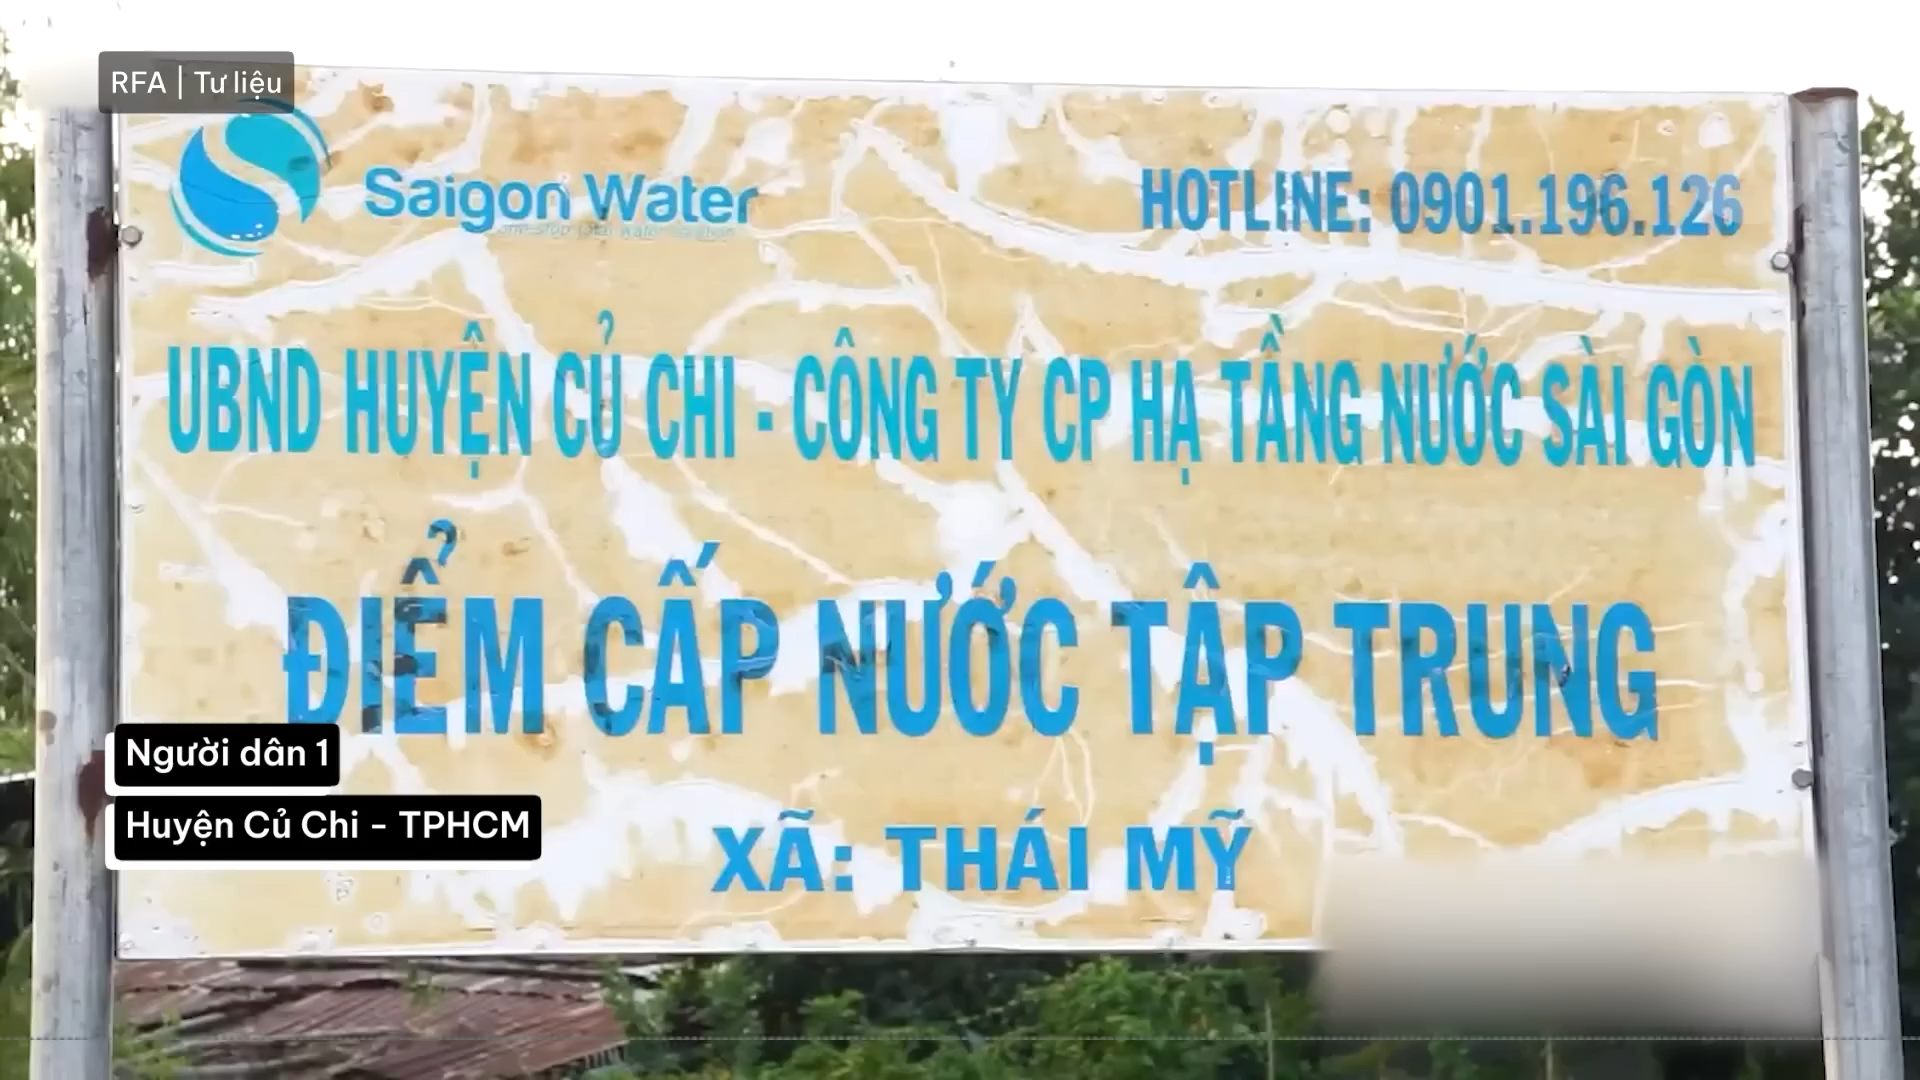 RFA | Tư liệu
Saigon Water
HOTLINE: 0901.196.126
UBND HUYỆN CỦ CHI - CÔNG TY CP HẠ TẦNG NƯỚC SÀI GÒN
ĐIỂM CẤP NƯỚC TẬP TRUNG
XÃ: THÁI MỸ
Người dân 1
Huyện Củ Chi - TPHCM